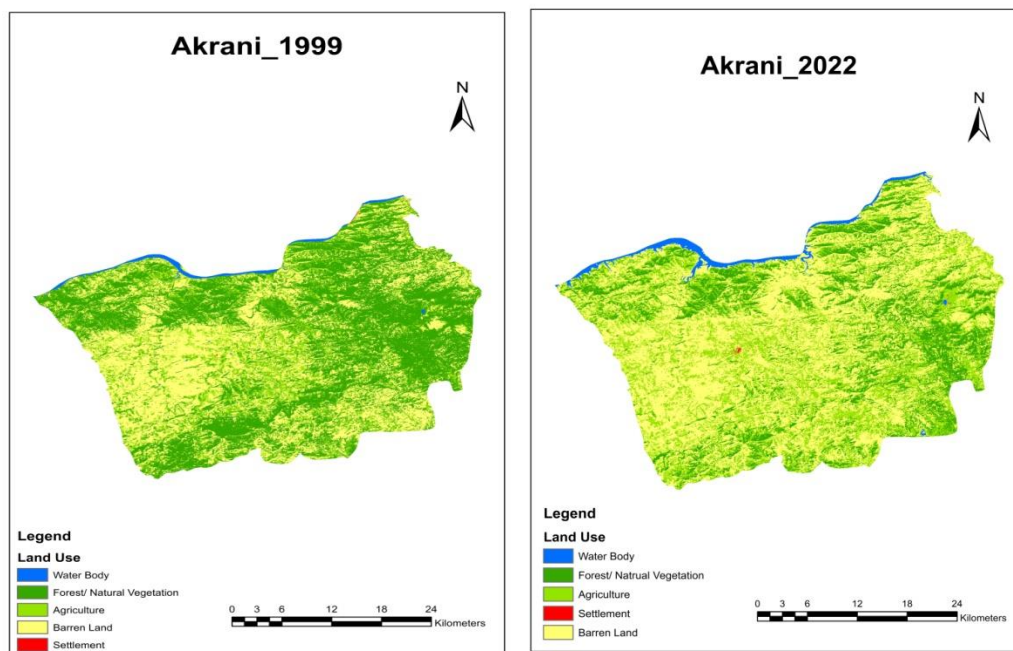 Akrani_1999
N
Legend
Land Use
Water Body
Forest/ Natural Vegetation
Agriculture
Barren Land
Settlement
0 3 6 12 18 24
Kilometers
Akrani_2022
N
Legend
Land Use
Water Body
Forest/ Natrual Vegetation
Agriculture
Settlement
Barren Land
0 3 6 12 18 24
Kilometers